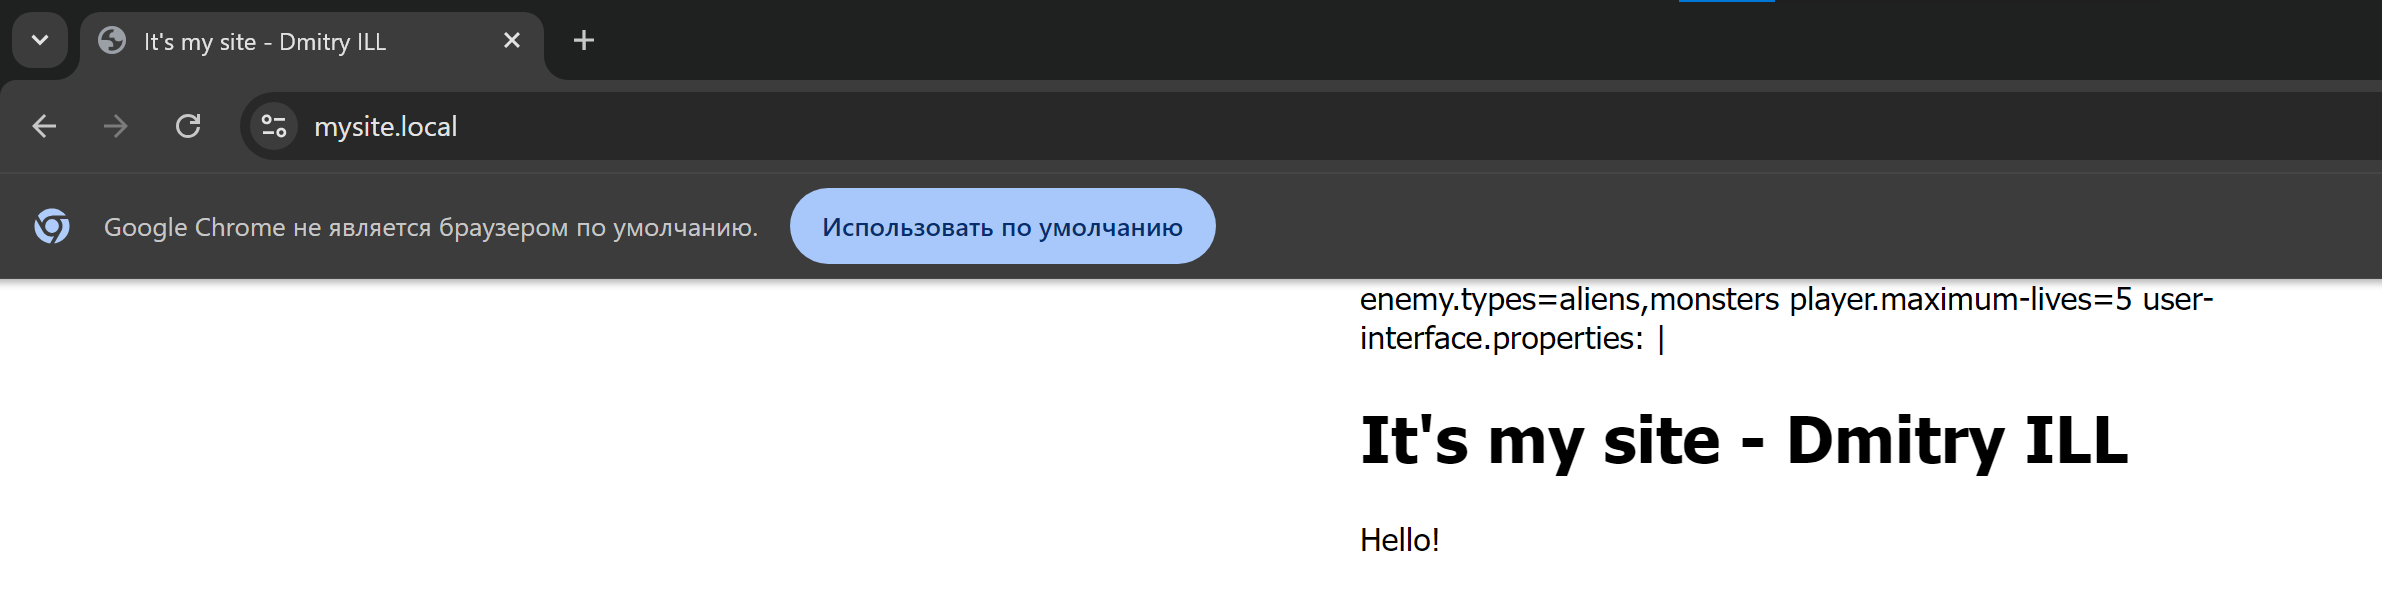 It's my site - Dmitry ILL
mysite.local
Google Chrome не является браузером по умолчанию. Использовать по умолчанию
enemy.types=aliens,monsters player.maximum-lives=5 user-
interface.properties: |
It's my site - Dmitry ILL
Hello!